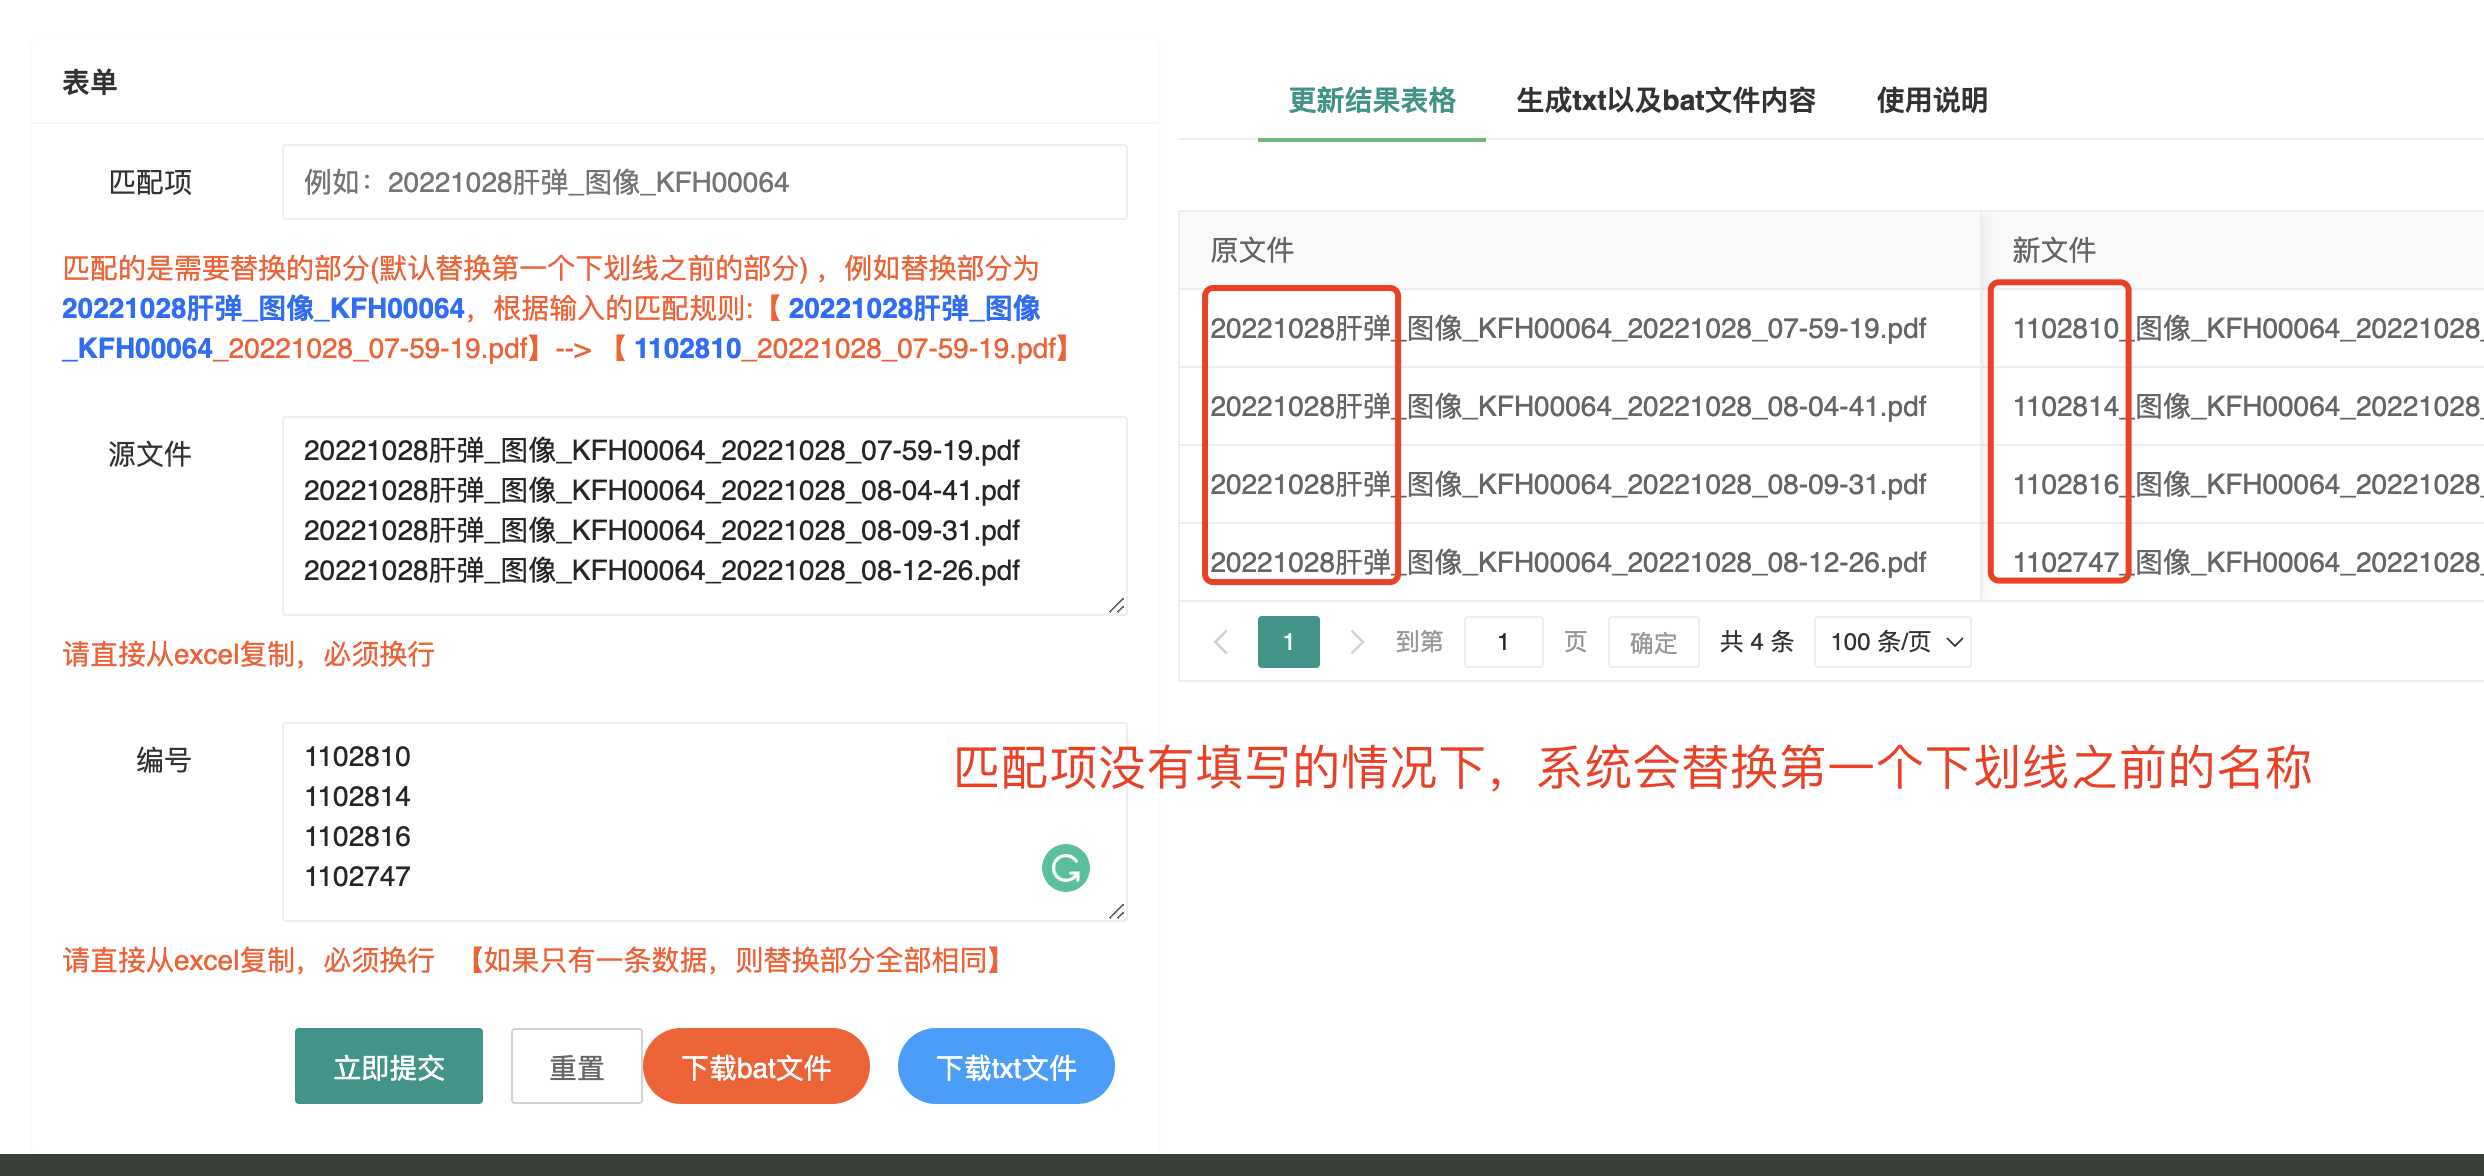 表单
匹配项
例如：20221028肝弹_图像_KFH00064
匹配的是需要替换的部分(默认替换第一个下划线之前的部分) ，例如替换部分为
20221028肝弹_图像_KFH00064，根据输入的匹配规则:【 20221028肝弹_图像
_KFH00064_20221028_07-59-19.pdf】--> 【 1102810_20221028_07-59-19.pdf】
源文件
20221028肝弹_图像_KFH00064_20221028_07-59-19.pdf
20221028肝弹_图像_KFH00064_20221028_08-04-41.pdf
20221028肝弹_图像_KFH00064_20221028_08-09-31.pdf
20221028肝弹_图像_KFH00064_20221028_08-12-26.pdf
请直接从excel复制，必须换行
编号
1102810
1102814
1102816
1102747
请直接从excel复制，必须换行 【如果只有一条数据，则替换部分全部相同】
立即提交 重置 下载bat文件 下载txt文件
更新结果表格 生成txt以及bat文件内容 使用说明
原文件 新文件
20221028肝弹_图像_KFH00064_20221028_07-59-19.pdf 1102810_图像_KFH00064_20221028_
20221028肝弹_图像_KFH00064_20221028_08-04-41.pdf 1102814_图像_KFH00064_20221028_
20221028肝弹_图像_KFH00064_20221028_08-09-31.pdf 1102816_图像_KFH00064_20221028_
20221028肝弹_图像_KFH00064_20221028_08-12-26.pdf 1102747_图像_KFH00064_20221028_
1 到第 1 页 确定 共 4 条 100 条/页
匹配项没有填写的情况下，系统会替换第一个下划线之前的名称